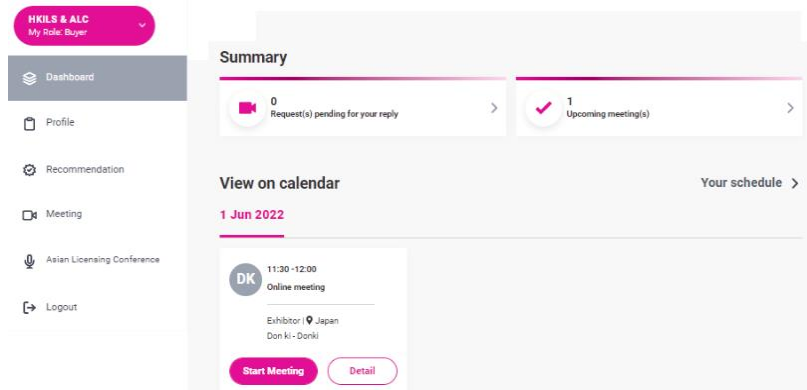 HKILS & ALC
My Role: Buyer
Dashboard
Profile
Recommendation
Meeting
Asian Licensing Conference
Logout
Summary
0
Request(s) pending for your reply
1
Upcoming meeting(s)
View on calendar
Your schedule
1 Jun 2022
DK
11:30 -12:00
Online meeting
Exhibitor | Japan
Don ki - Donki
Start Meeting
Detail